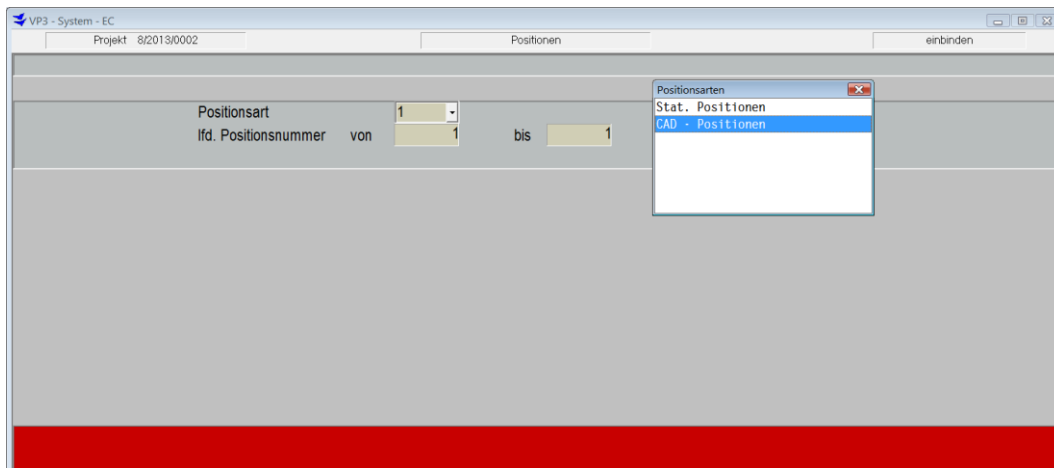 VP3 - System - EC
Projekt 8/2013/0002 Positionen einbinden
Positionsart 1
lfd. Positionsnummer von 1 bis 1
Positionsarten
Stat. Positionen
CAD - Positionen